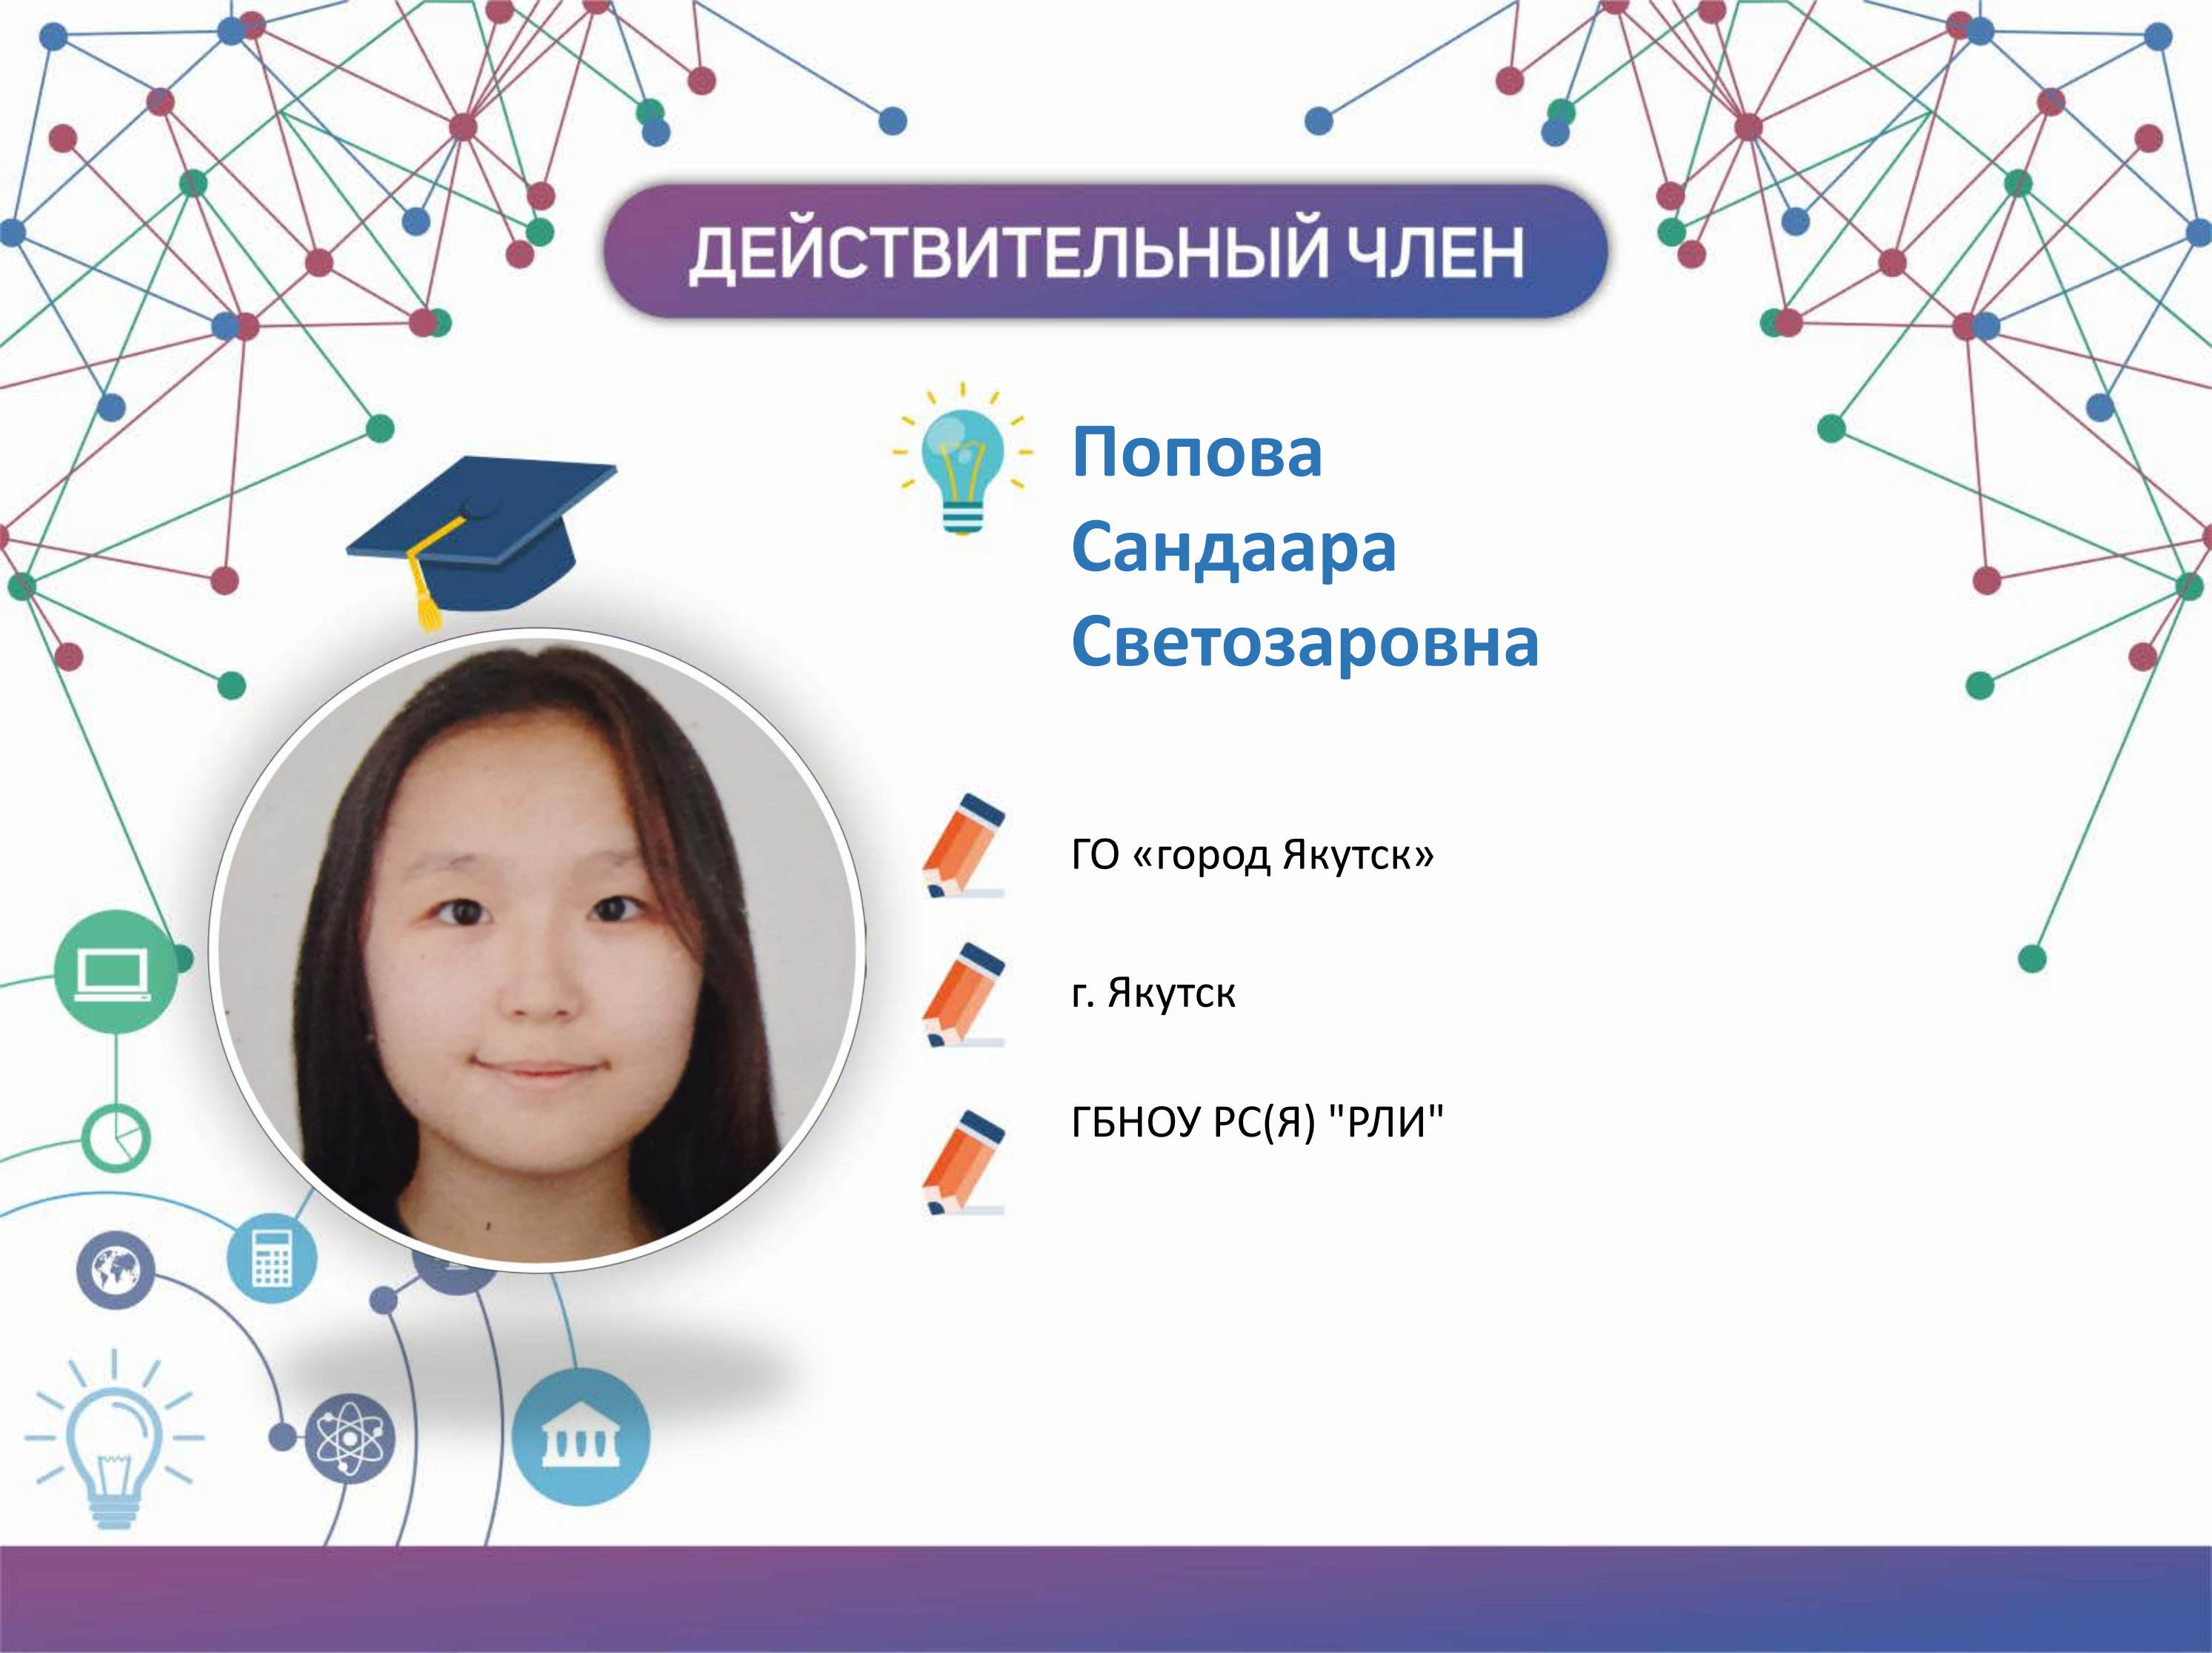 ДЕЙСТВИТЕЛЬНЫЙ ЧЛЕН
Попова
Сандаара
Светозаровна
ГО «город Якутск»
г. Якутск
ГБНОУ РС(Я) "РЛИ"